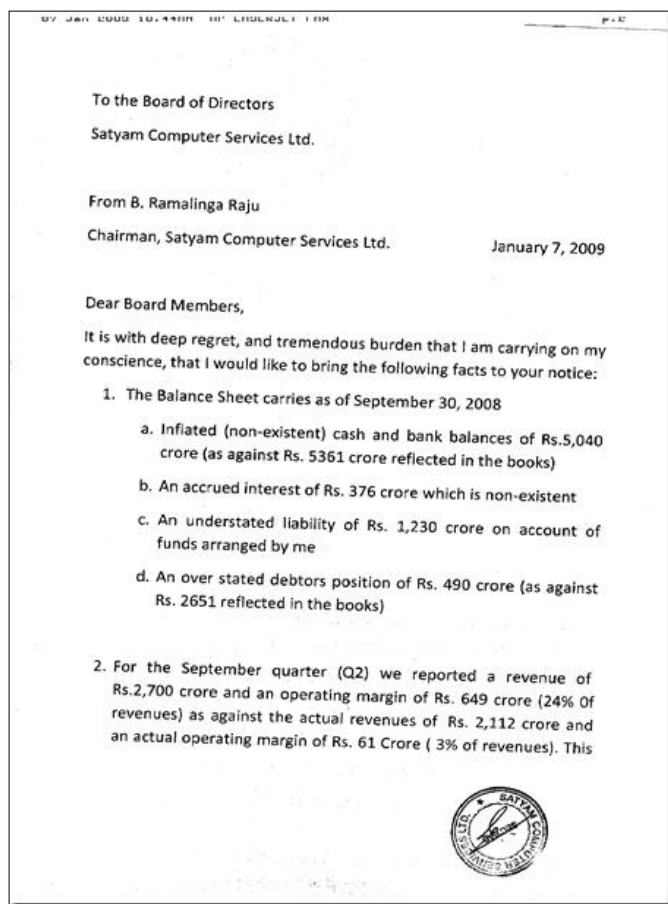 To the Board of Directors
Satyam Computer Services Ltd.
From B. Ramalinga Raju
Chairman, Satyam Computer Services Ltd. January 7, 2009
Dear Board Members,
It is with deep regret, and tremendous burden that I am carrying on my
conscience, that I would like to bring the following facts to your notice:
1. The Balance Sheet carries as of September 30, 2008
a. Inflated (non-existent) cash and bank balances of Rs.5,040
crore (as against Rs. 5361 crore reflected in the books)
b. An accrued interest of Rs. 376 crore which is non-existent
c. An understated liability of Rs. 1,230 crore on account of
funds arranged by me
d. An over stated debtors position of Rs. 490 crore (as against
Rs. 2651 reflected in the books)
2. For the September quarter (Q2) we reported a revenue of
Rs.2,700 crore and an operating margin of Rs. 649 crore (24% 0f
revenues) as against the actual revenues of Rs. 2,112 crore and
an actual operating margin of Rs. 61 Crore ( 3% of revenues). This
SATYAM COMPUTER SERVICES LTD.